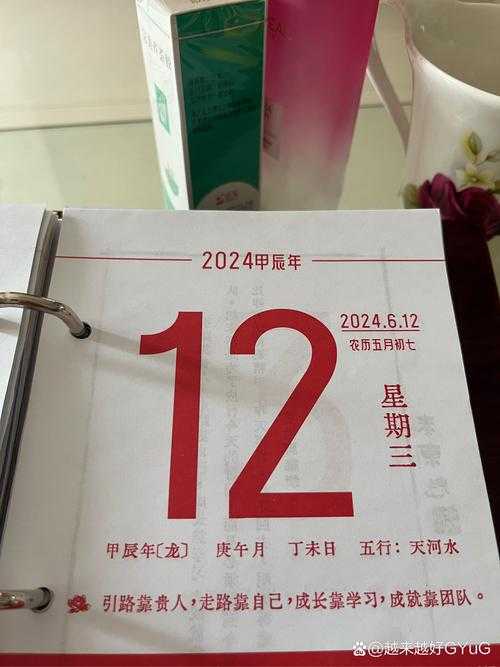 2024甲辰年
2024.6.12
农历五月初七
12
星期三
甲辰年〔龙〕 庚午月 丁未日 五行：天河水
引路靠贵人，走路靠自己，成长靠学习，成就靠团队。
@越来越好GYuG